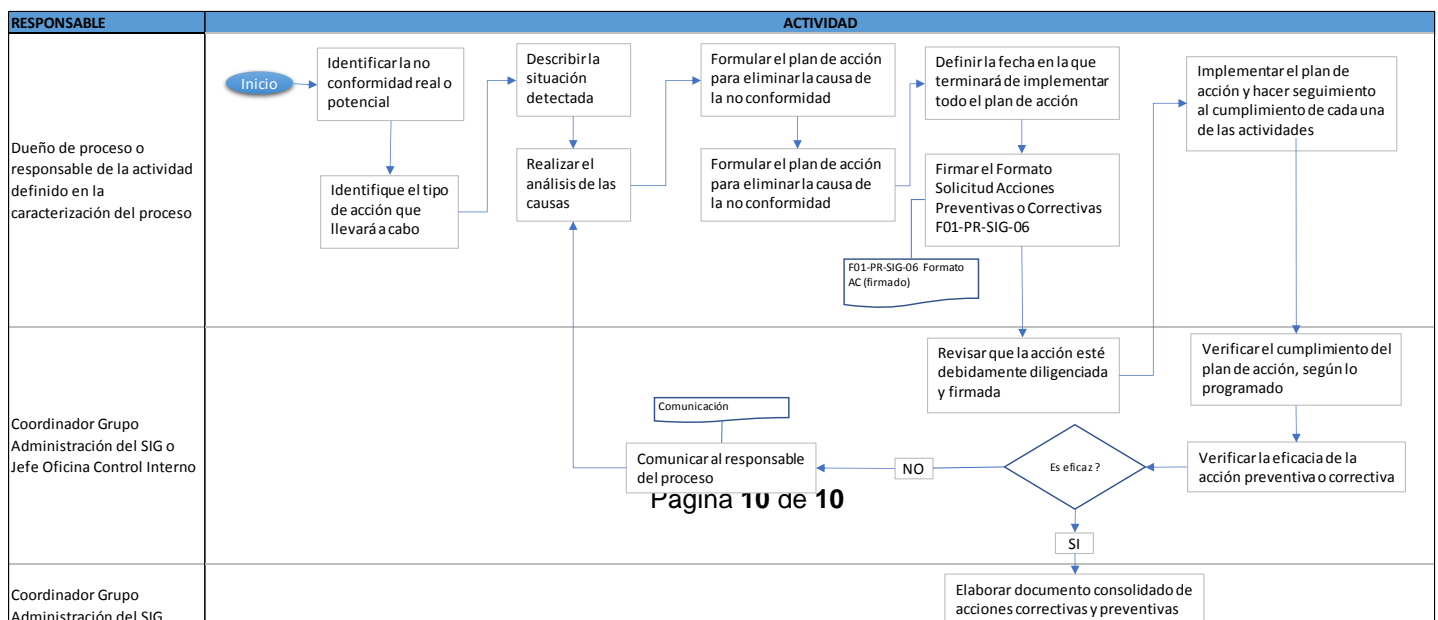 RESPONSABLE
ACTIVIDAD
Dueño de proceso o
responsable de la actividad
definido en la
caracterización del proceso
Inicio
Identificar la no
conformidad real o
potencial
Identifique el tipo
de acción que
llevará a cabo
Describir la
situación
detectada
Realizar el
análisis de las
causas
Formular el plan de acción
para eliminar la causa de
la no conformidad
Formular el plan de acción
para eliminar la causa de
la no conformidad
Definir la fecha en la que
terminará de implementar
todo el plan de acción
Firmar el Formato
Solicitud Acciones
Preventivas o Correctivas
F01-PR-SIG-06
F01-PR-SIG-06 Formato
AC (firmado)
Implementar el plan de
acción y hacer seguimiento
al cumplimiento de cada una
de las actividades
Coordinador Grupo
Administración del SIG o
Jefe Oficina Control Interno
Revisar que la acción esté
debidamente diligenciada
y firmada
Verificar el cumplimiento del
plan de acción, según lo
programado
Verificar la eficacia de la
acción preventiva o correctiva
Es eficaz ?
NO
Comunicación
Comunicar al responsable
del proceso
Página 10 de 10
SI
Coordinador Grupo
Administración del SIG
Elaborar documento consolidado de
acciones correctivas y preventivas